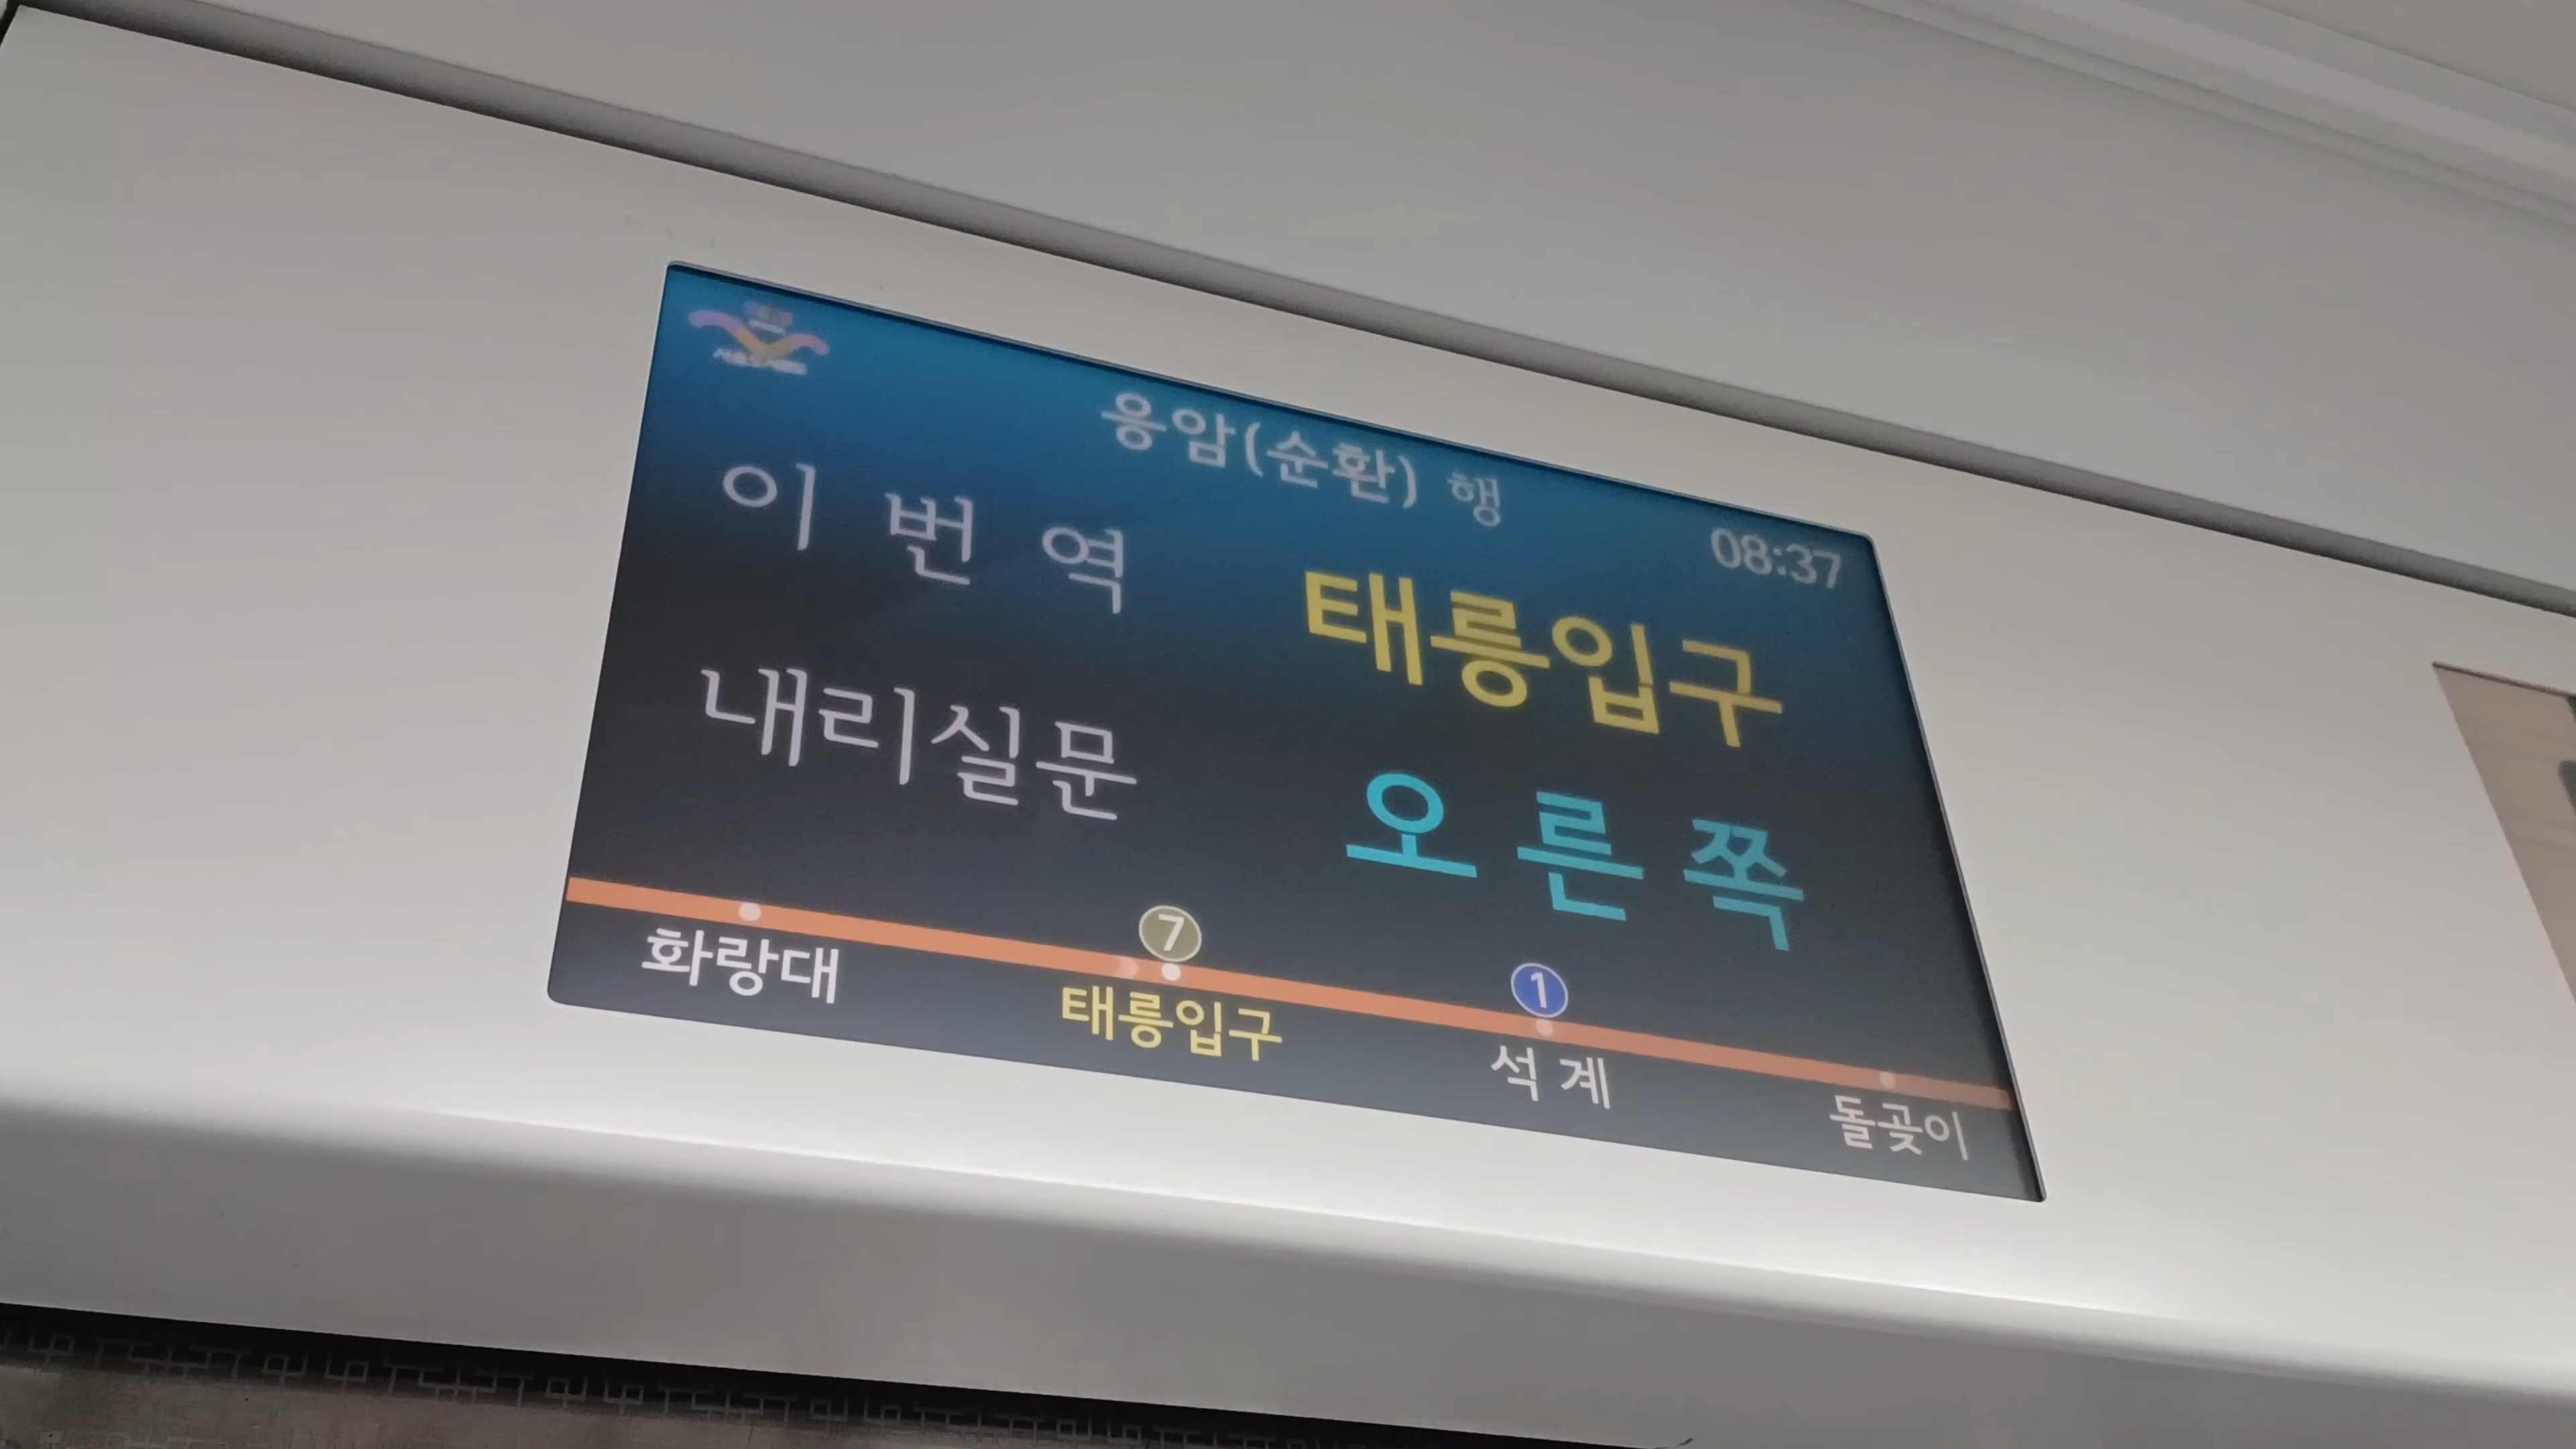 응암(순환) 행
08:37
이 번 역 태릉입구
내리실문 오른쪽
7
1
화랑대 태릉입구 석계 돌곶이